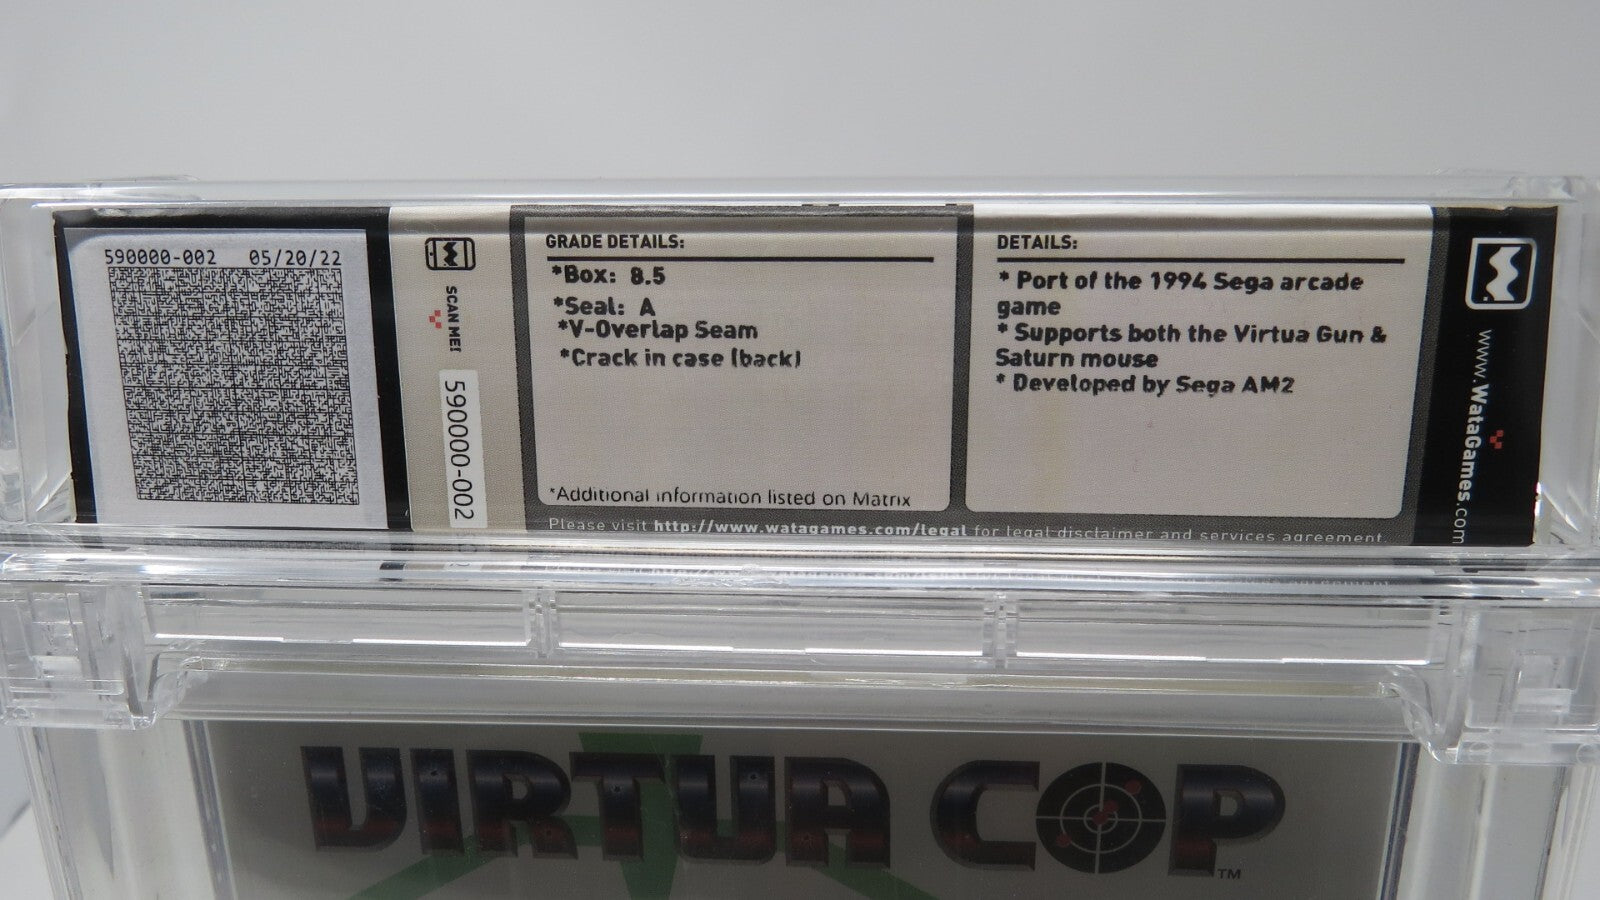 590000-002 05/20/22
SCAN ME!
590000-002
GRADE DETAILS:
*Box: 8.5
*Seal: A
*V-Overlap Seam
*Crack in case (back)
*Additional information listed on Matrix
DETAILS:
* Port of the 1994 Sega arcade
game
* Supports both the Virtua Gun &
Saturn mouse
* Developed by Sega AM2
Please visit http://www.watagames.com/legal for legal disclaimer and services agreement.
www.WataGames.com
VIRTUA COP™